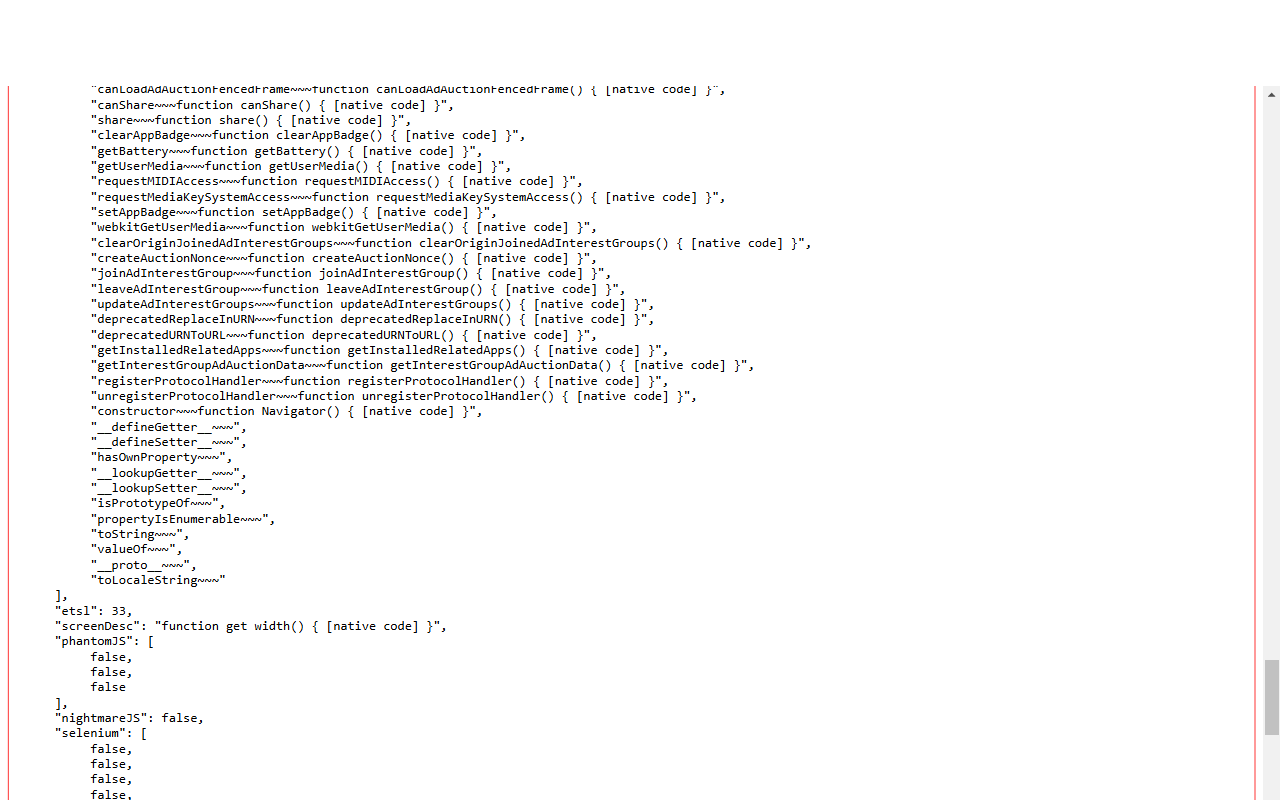 "canLoadAdAuctionFencedFrame~~~function canLoadAdAuctionFencedFrame() { [native code] }",
"canShare~~~function canShare() { [native code] }",
"share~~~function share() { [native code] }",
"clearAppBadge~~~function clearAppBadge() { [native code] }",
"getBattery~~~function getBattery() { [native code] }",
"getUserMedia~~~function getUserMedia() { [native code] }",
"requestMIDIAccess~~~function requestMIDIAccess() { [native code] }",
"requestMediaKeySystemAccess~~~function requestMediaKeySystemAccess() { [native code] }",
"setAppBadge~~~function setAppBadge() { [native code] }",
"webkitGetUserMedia~~~function webkitGetUserMedia() { [native code] }",
"clearOriginJoinedAdInterestGroups~~~function clearOriginJoinedAdInterestGroups() { [native code] }",
"createAuctionNonce~~~function createAuctionNonce() { [native code] }",
"joinAdInterestGroup~~~function joinAdInterestGroup() { [native code] }",
"leaveAdInterestGroup~~~function leaveAdInterestGroup() { [native code] }",
"updateAdInterestGroups~~~function updateAdInterestGroups() { [native code] }",
"deprecatedReplaceInURN~~~function deprecatedReplaceInURN() { [native code] }",
"deprecatedURNToURL~~~function deprecatedURNToURL() { [native code] }",
"getInstalledRelatedApps~~~function getInstalledRelatedApps() { [native code] }",
"getInterestGroupAdAuctionData~~~function getInterestGroupAdAuctionData() { [native code] }",
"registerProtocolHandler~~~function registerProtocolHandler() { [native code] }",
"unregisterProtocolHandler~~~function unregisterProtocolHandler() { [native code] }",
"constructor~~~function Navigator() { [native code] }",
"__defineGetter__~~~",
"__defineSetter__~~~",
"hasOwnProperty~~~",
"__lookupGetter__~~~",
"__lookupSetter__~~~",
"isPrototypeOf~~~",
"propertyIsEnumerable~~~",
"toString~~~",
"valueOf~~~",
"__proto__~~~",
"toLocaleString~~~"
],
"etsl": 33,
"screenDesc": "function get width() { [native code] }",
"phantomJS": [
false,
false,
false
],
"nightmareJS": false,
"selenium": [
false,
false,
false,
false,